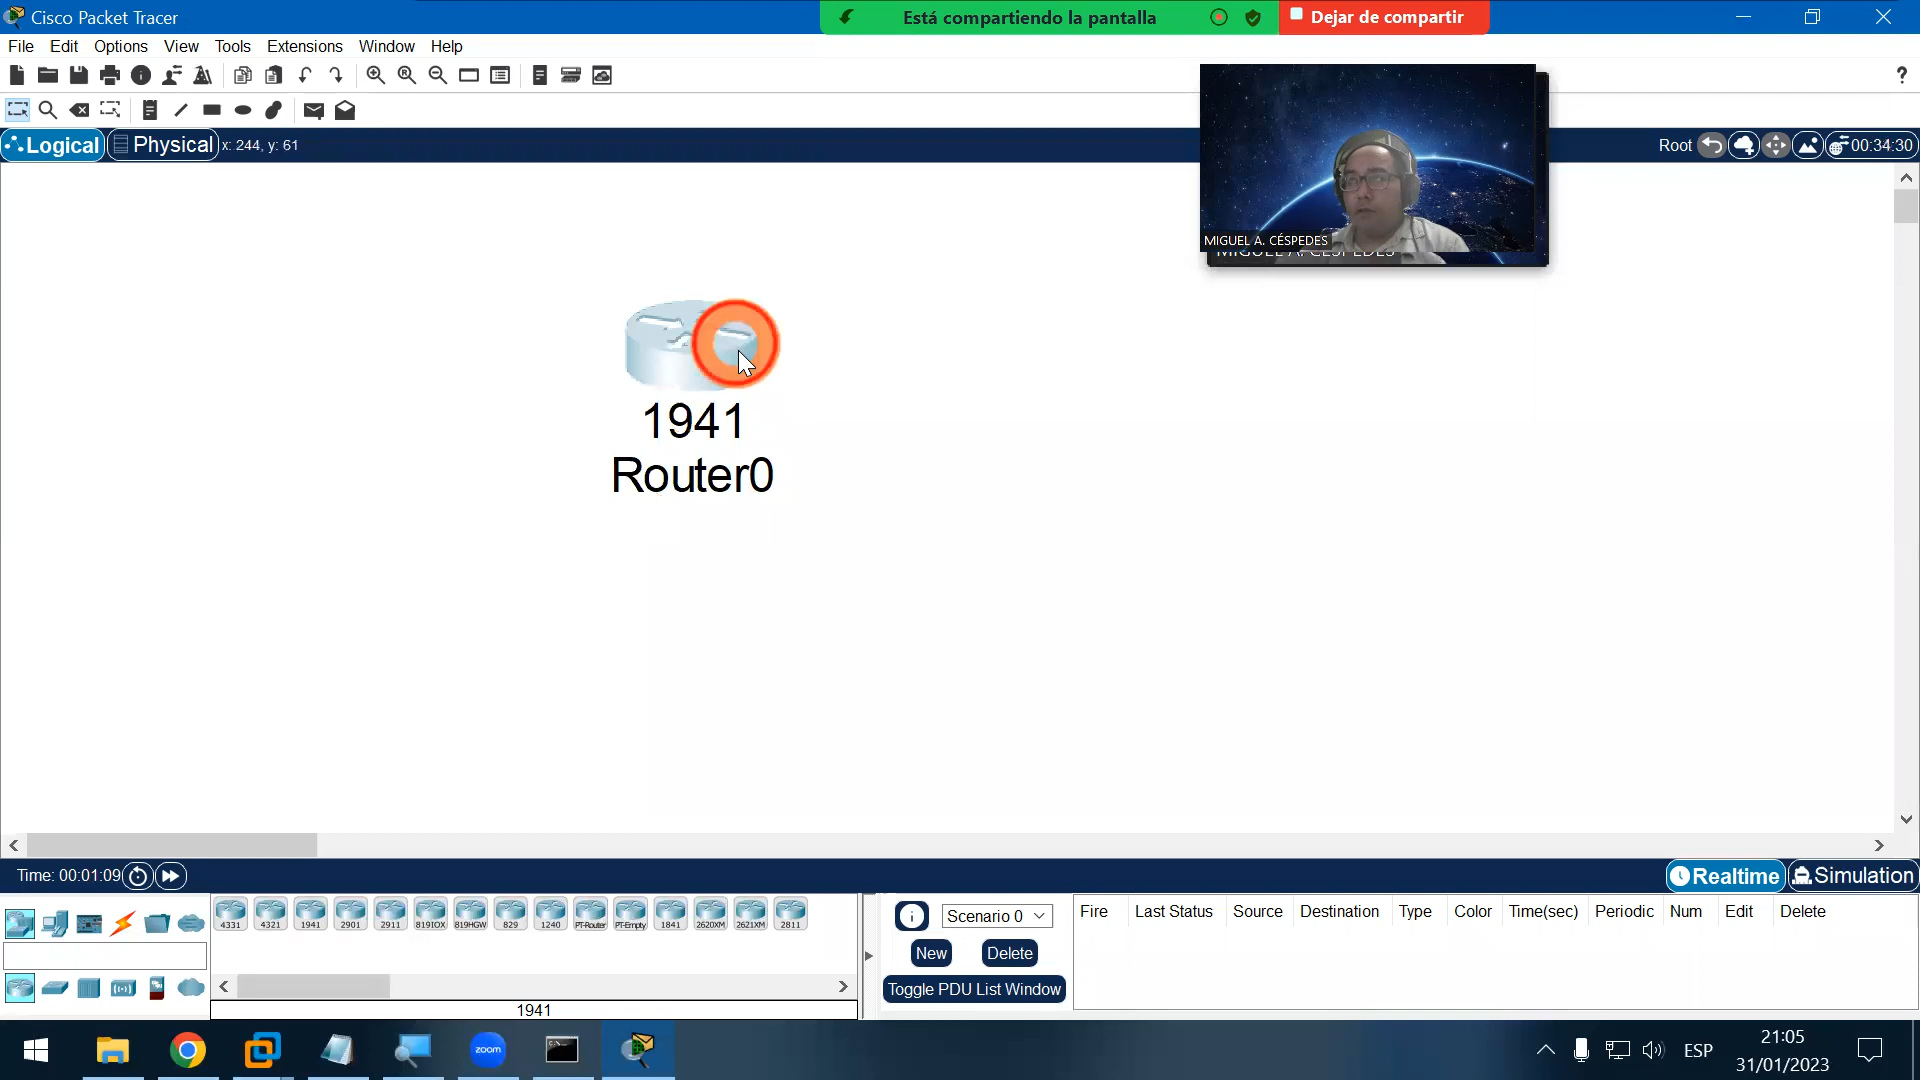 Cisco Packet Tracer
Está compartiendo la pantalla
Dejar de compartir
File Edit Options View Tools Extensions Window Help
?
Logical
Physical
x: 244, y: 61
Root
00:34:30
MIGUEL A. CÉSPEDES
MIGUEL A. CÉSPEDES
1941
Router0
Time: 00:01:09
Realtime
Simulation
4331 4321 1941 2901 2911 819IOX 819HGW 829 1240 PT-Router PT-Empty 1841 2620XM 2621XM 2811
1941
Scenario 0
New
Delete
Toggle PDU List Window
Fire Last Status Source Destination Type Color Time(sec) Periodic Num Edit Delete
zoom
ESP
21:05
31/01/2023